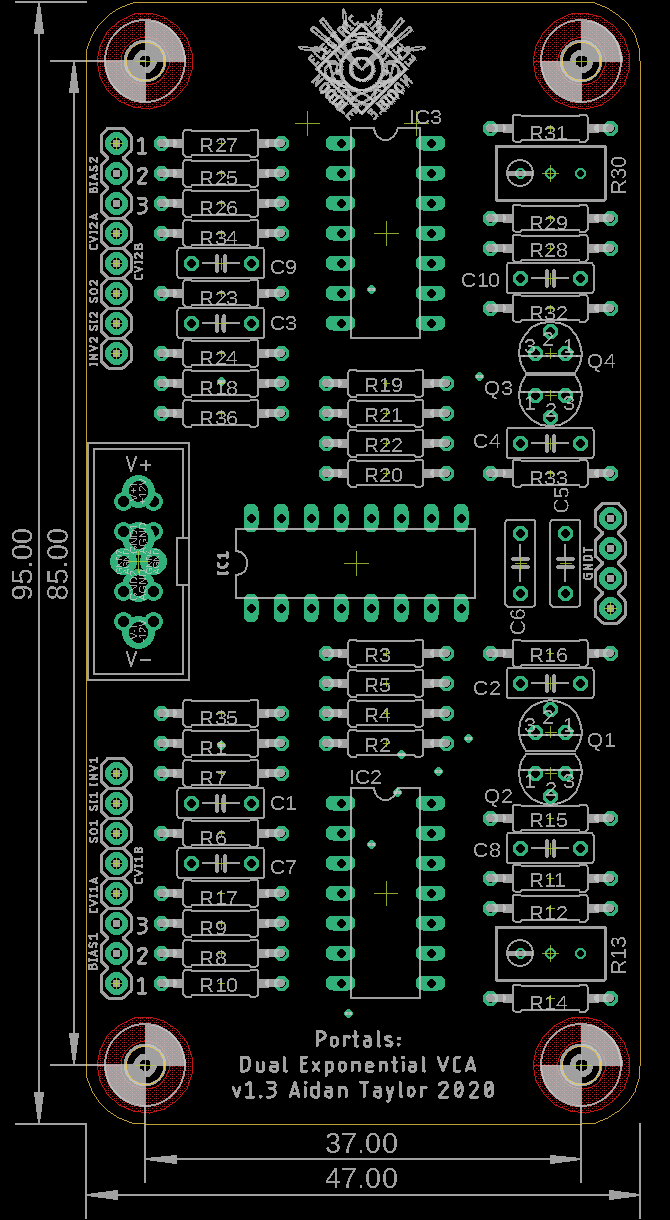 IC3
R27
R31
1
2
3
BIAS2
R25
R30
R26
CVI2A
R34
R29
CVI2B
C9
R28
SO2
R23
C10
SI2
C3
R32
INV2
R24
3 2 1
Q4
R18
R19
Q3
1 2 3
R36
R21
R22
C4
V+
R20
R33
C5
95.00
85.00
IC1
GNDT
C6
V-
R3
R16
R5
C2
R35
R4
3 2 1
Q1
R1
R2
INV1
R7
IC2
1 2 3
Q2
SI1
C1
SO1
R6
R15
CVI1B
C7
C8
CVI1A
R17
R11
3
R9
R12
BIAS1
2
R8
R13
1
R10
R14
Portals:
Dual Exponential VCA
v1.3 Aidan Taylor 2020
37.00
47.00